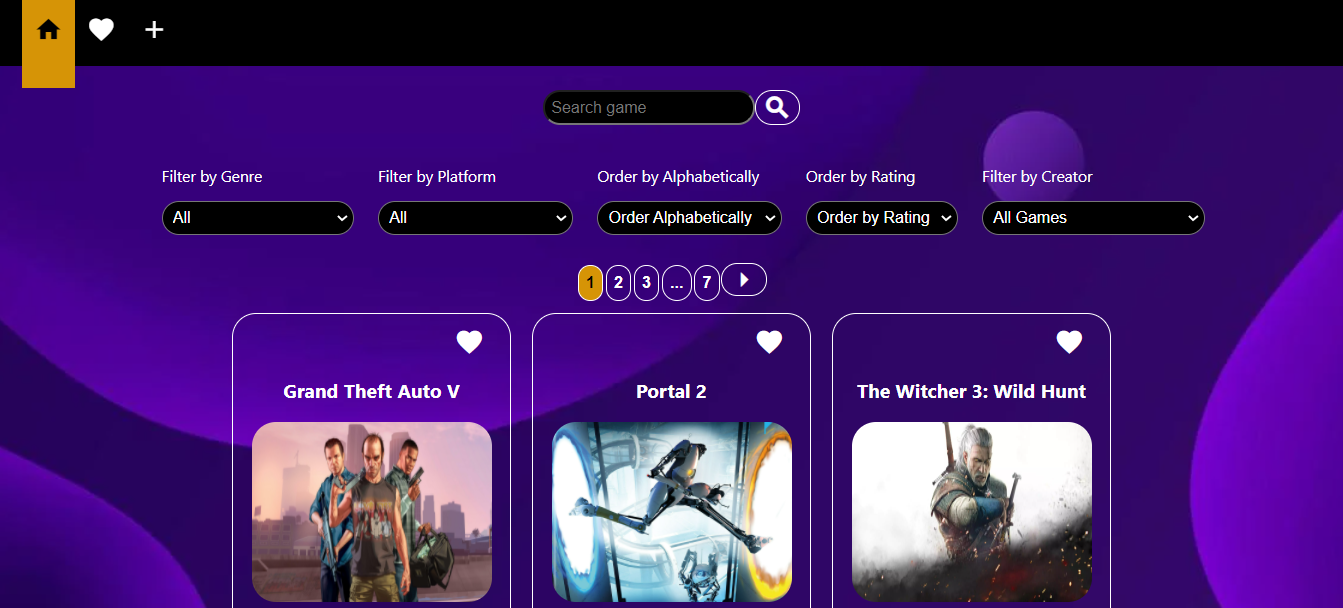 Search game
Filter by Genre Filter by Platform Order by Alphabetically Order by Rating Filter by Creator
All All Order Alphabetically Order by Rating All Games
1 2 3 ... 7
Grand Theft Auto V Portal 2 The Witcher 3: Wild Hunt